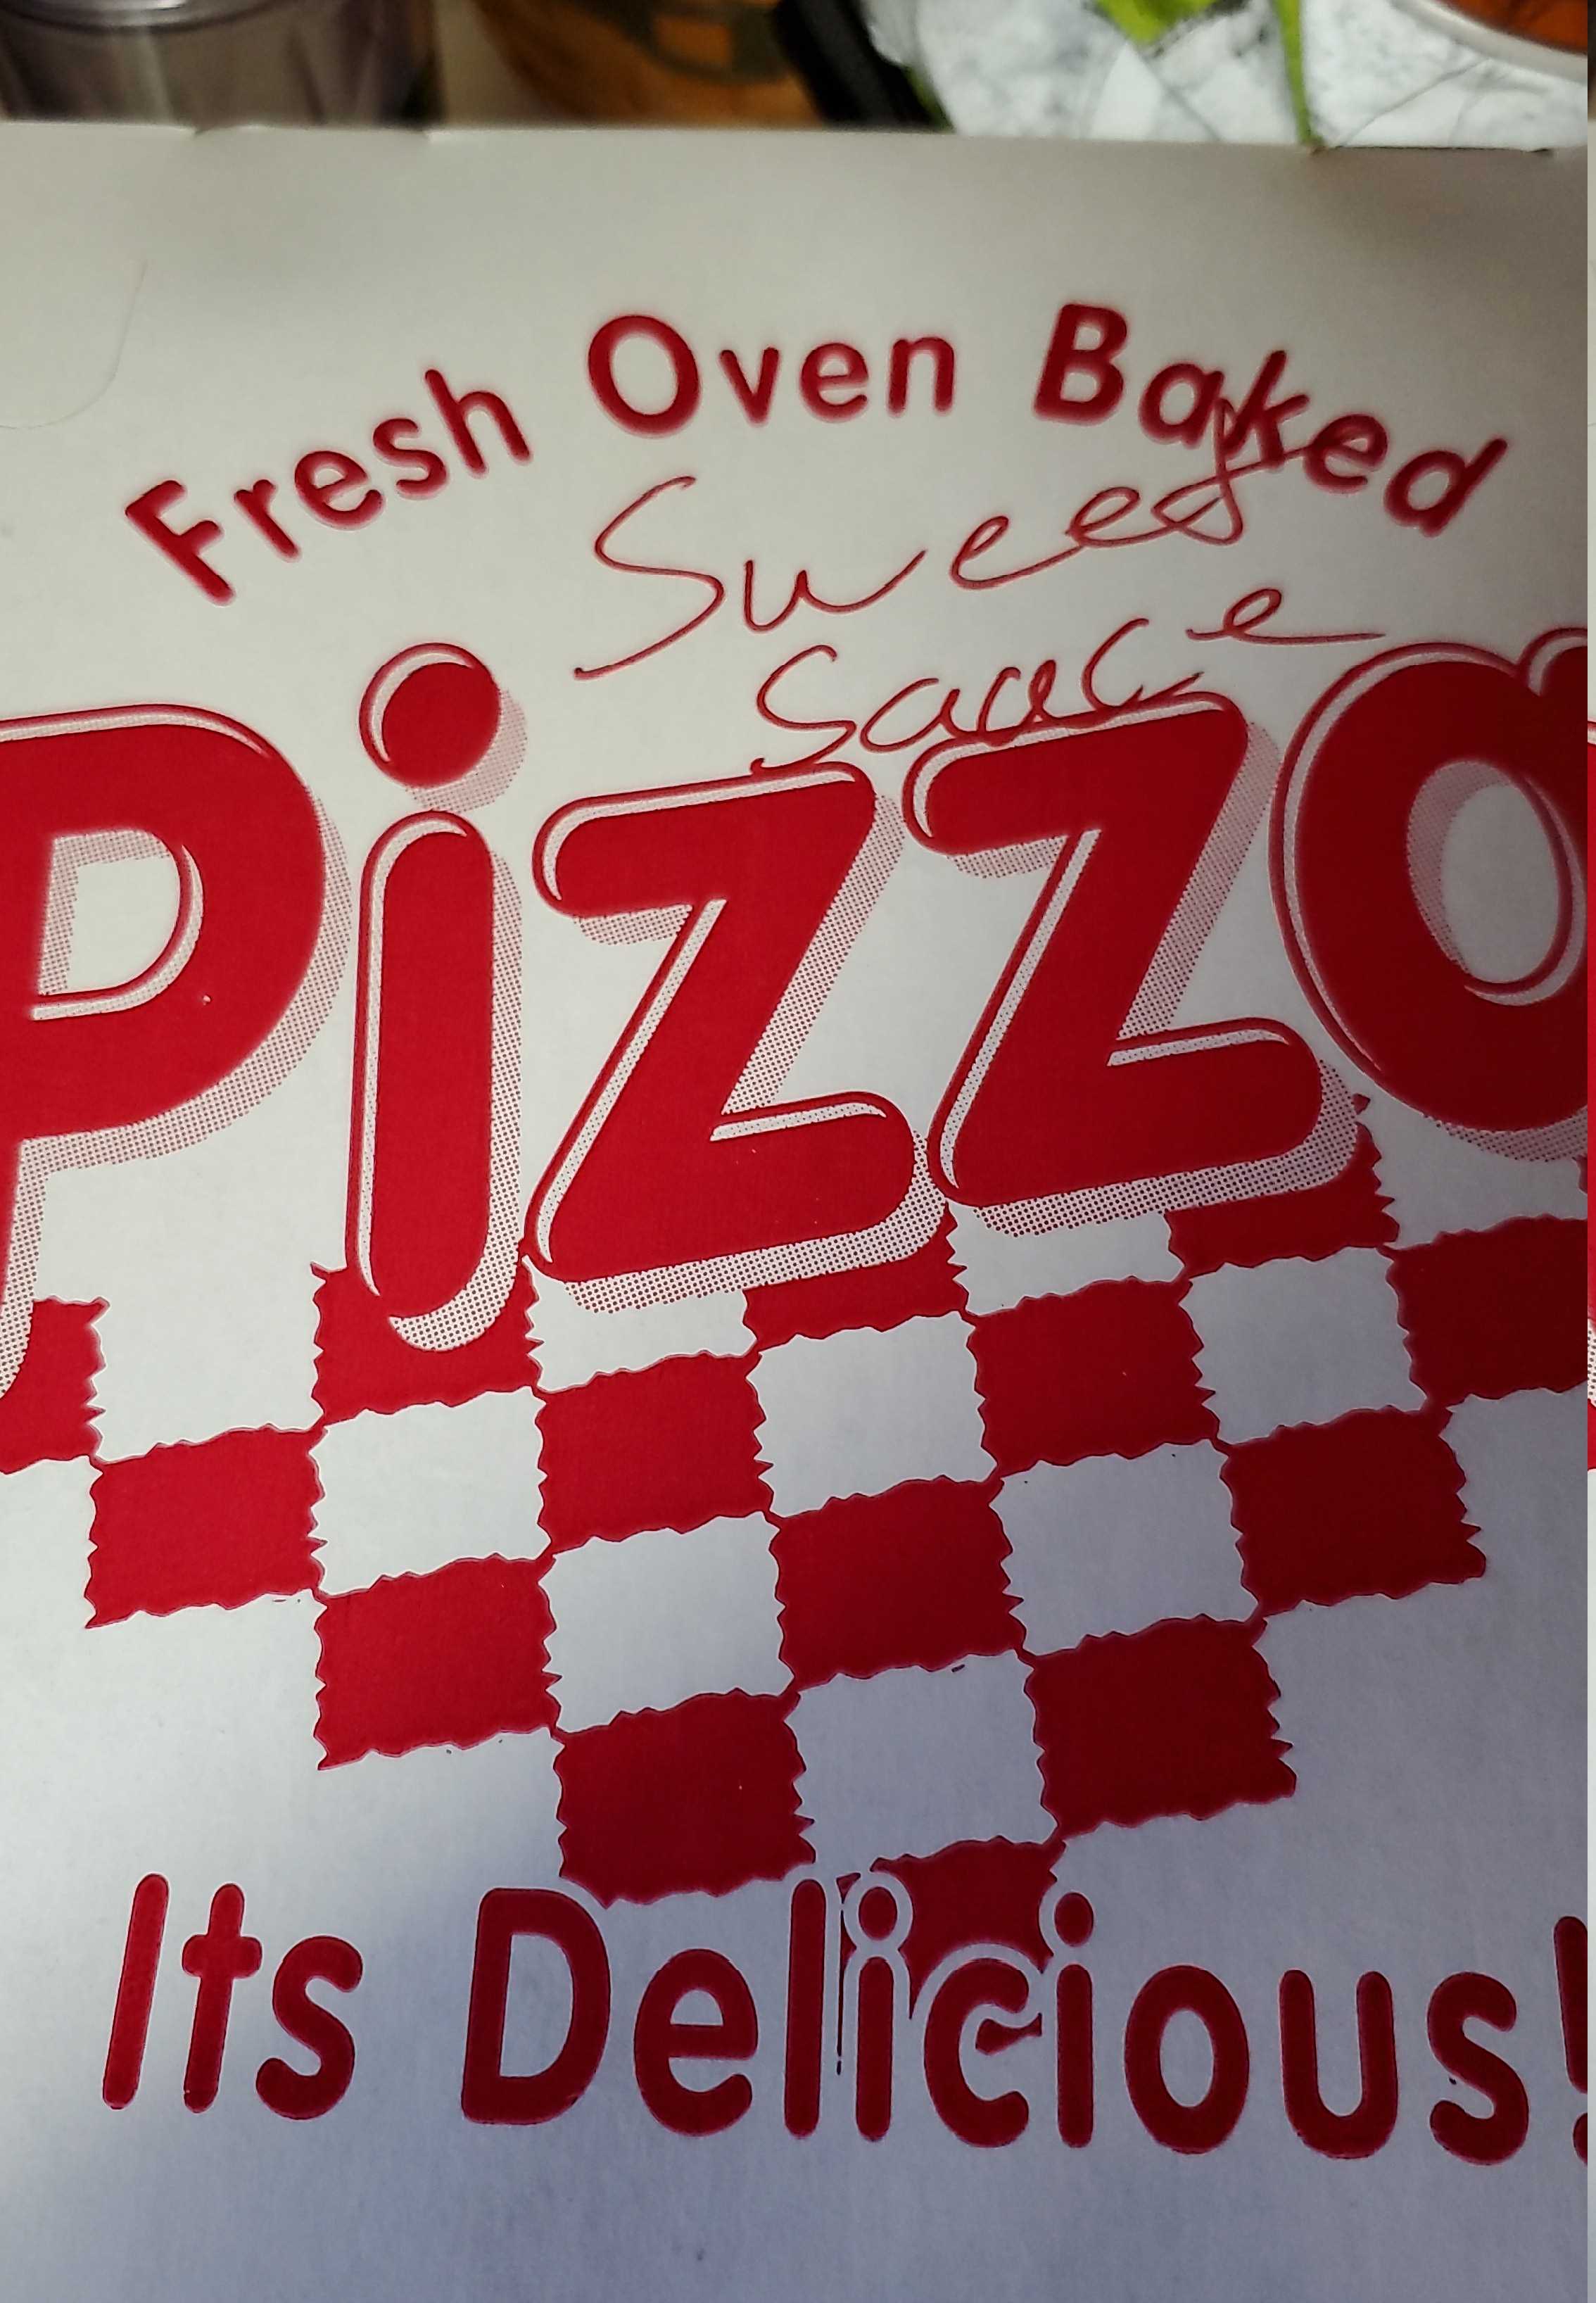 Fresh Oven Baked
Sweet
Sauce
Pizza
Its Delicious!